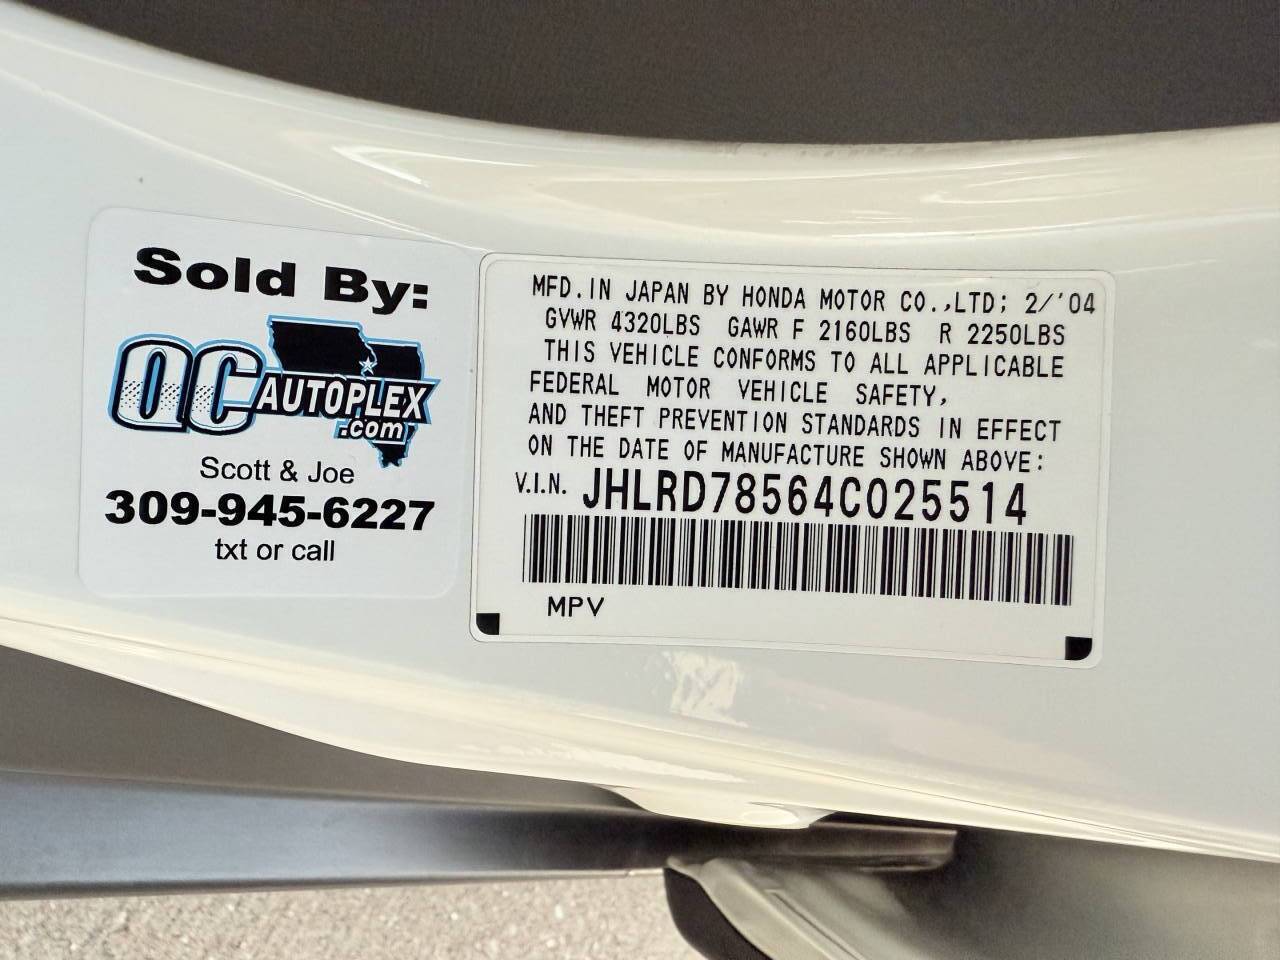 Sold By:
QC AUTOPLEX
.com
Scott & Joe
309-945-6227
txt or call
MFD. IN JAPAN BY HONDA MOTOR CO.,LTD; 2/'04
GVWR 4320LBS GAWR F 2160LBS R 2250LBS
THIS VEHICLE CONFORMS TO ALL APPLICABLE
FEDERAL MOTOR VEHICLE SAFETY,
AND THEFT PREVENTION STANDARDS IN EFFECT
ON THE DATE OF MANUFACTURE SHOWN ABOVE:
V.I.N. JHLRD78564C025514
MPV